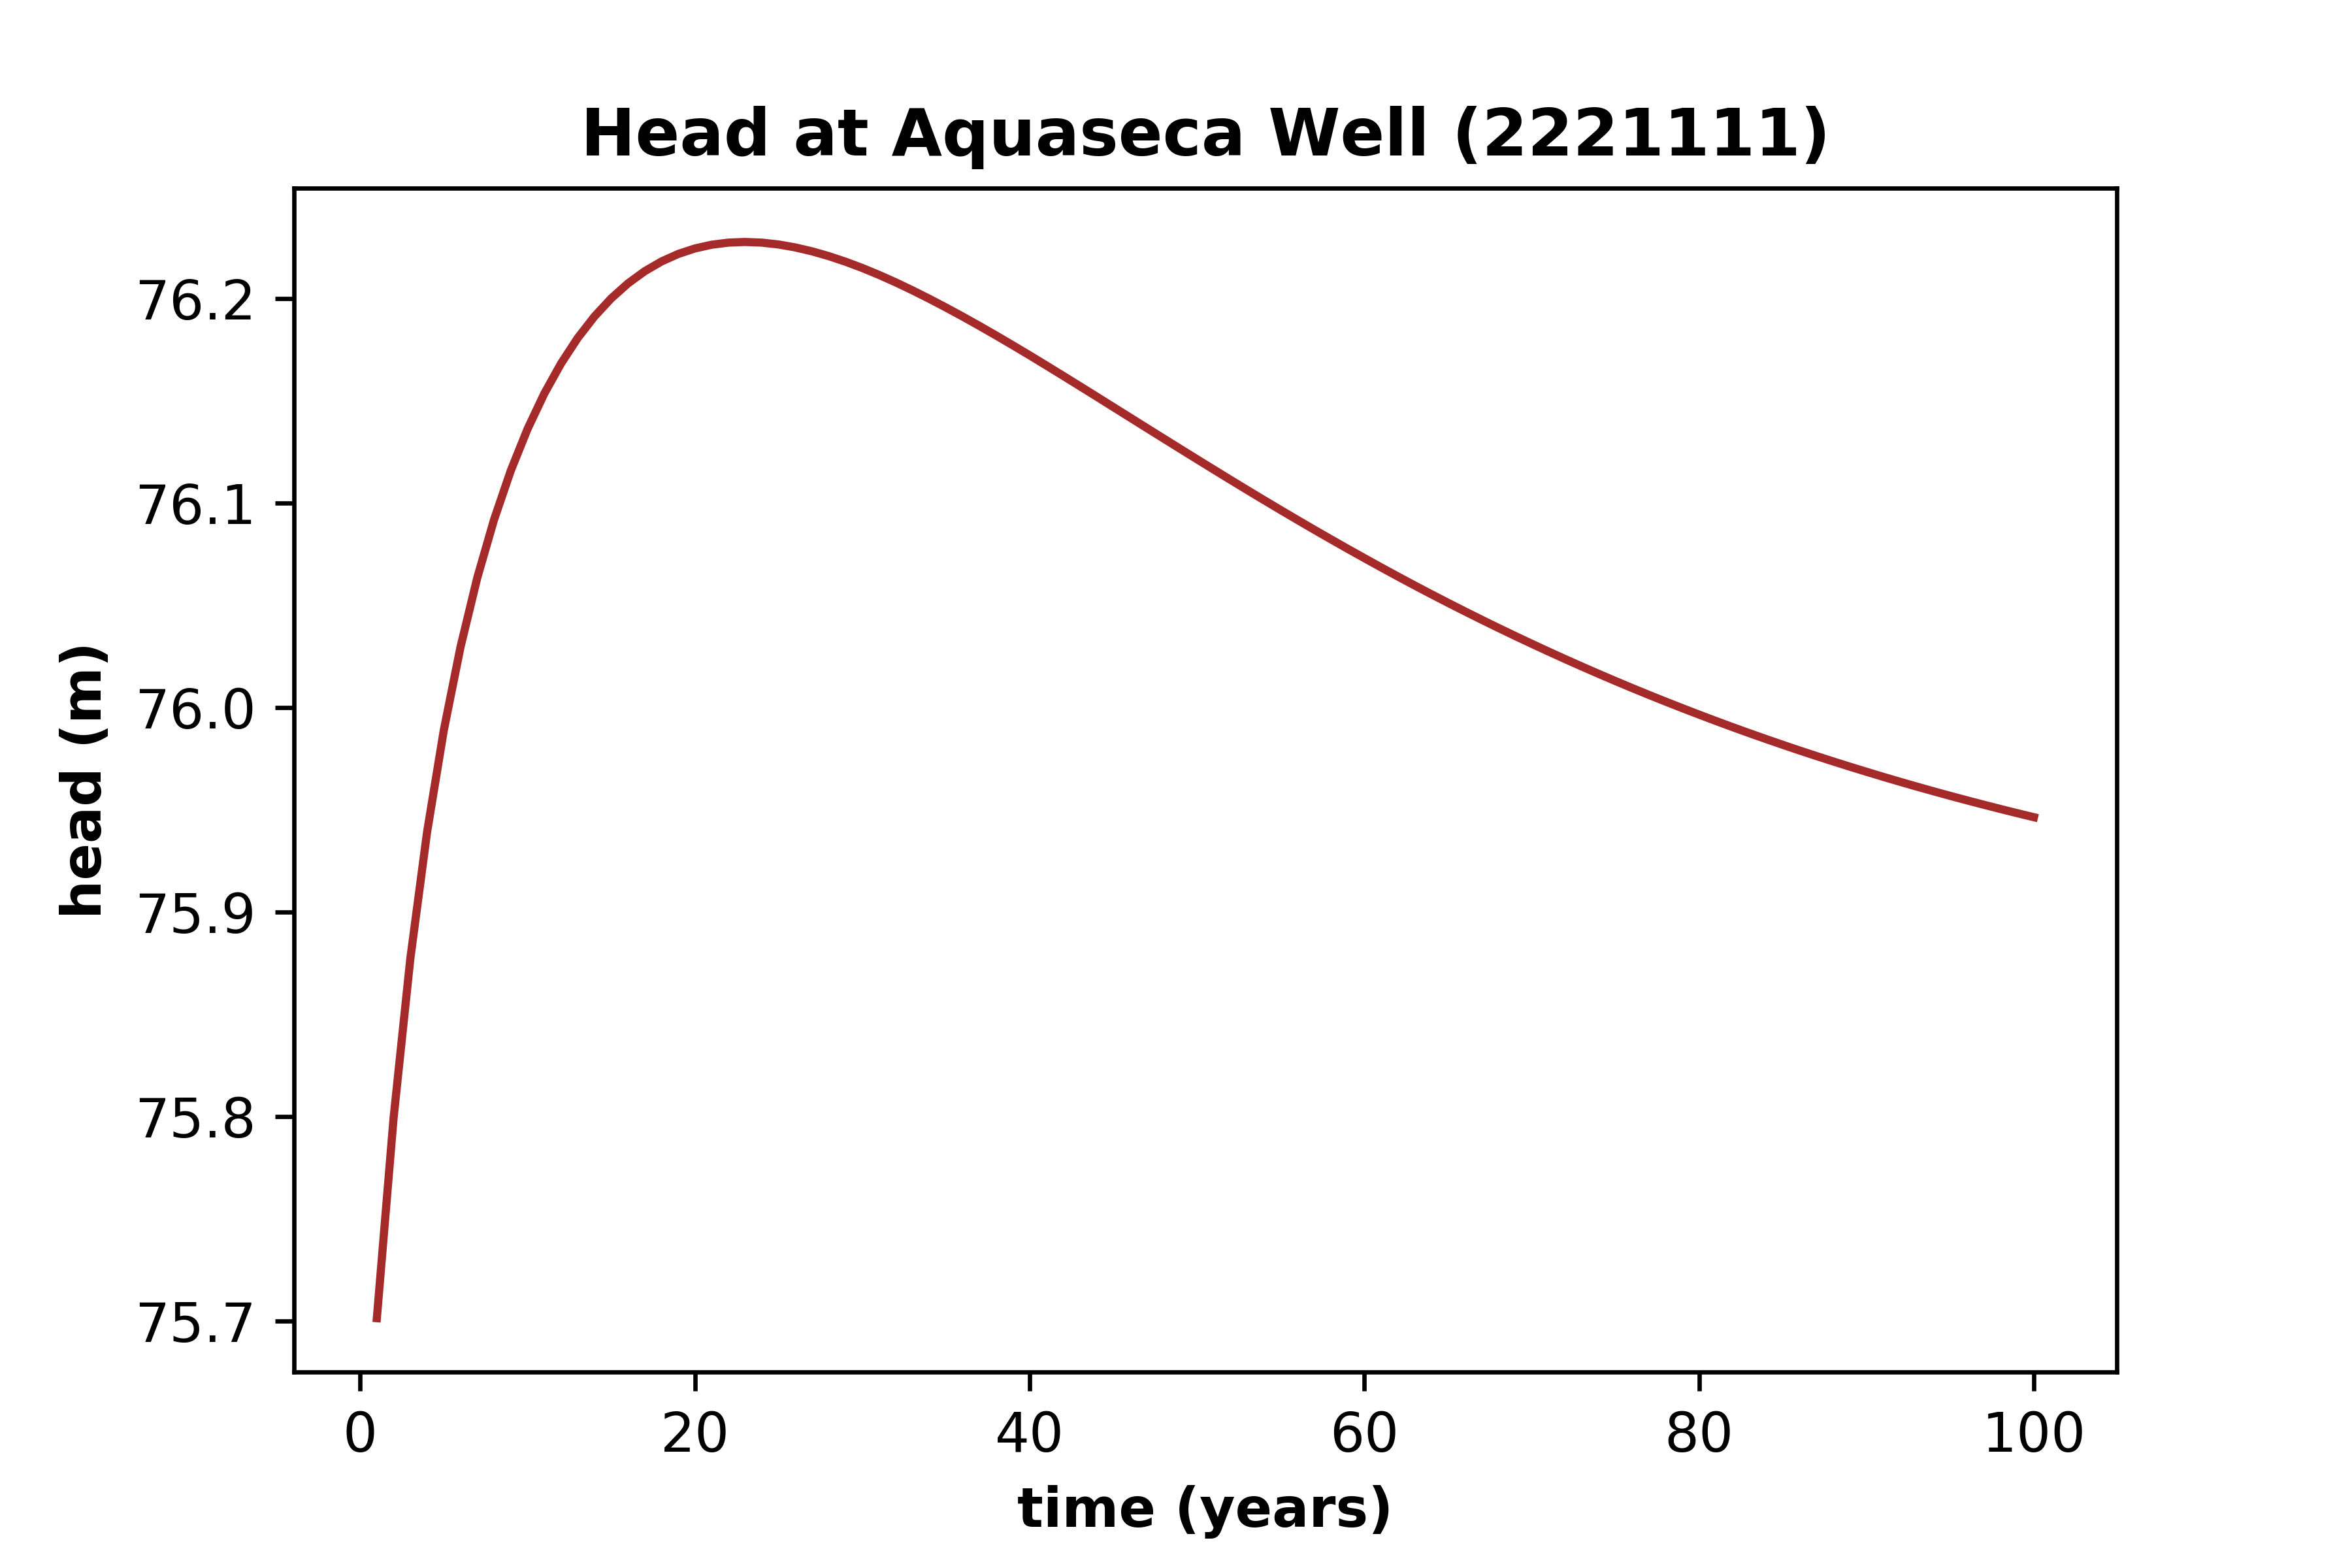 Head at Aquaseca Well (2221111)
76.2
76.1
76.0
75.9
75.8
75.7
head (m)
0 20 40 60 80 100
time (years)